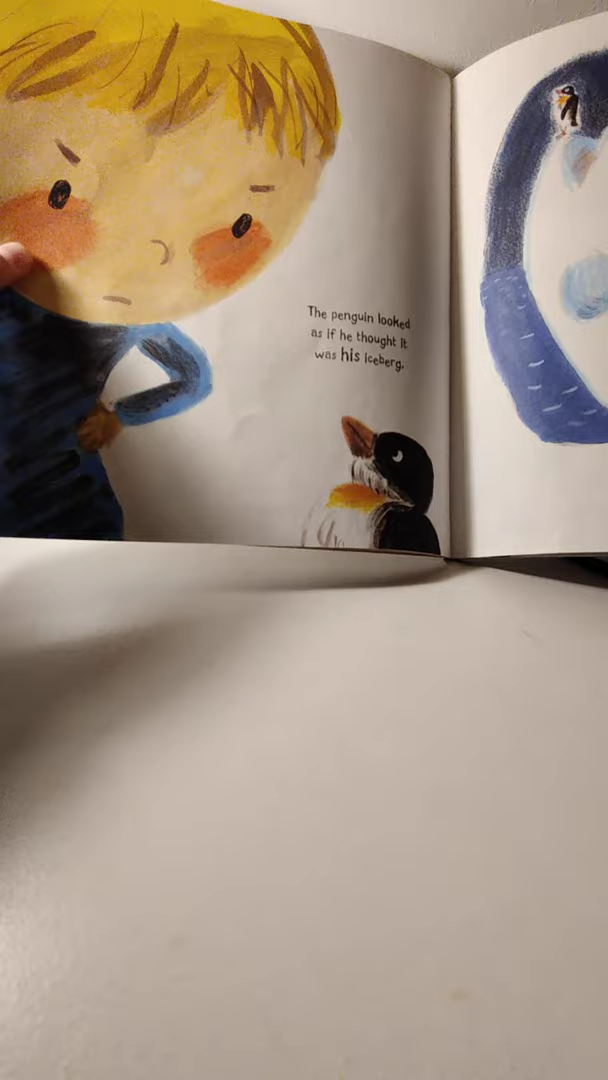 The penguin looked
as if he thought it
was his iceberg.